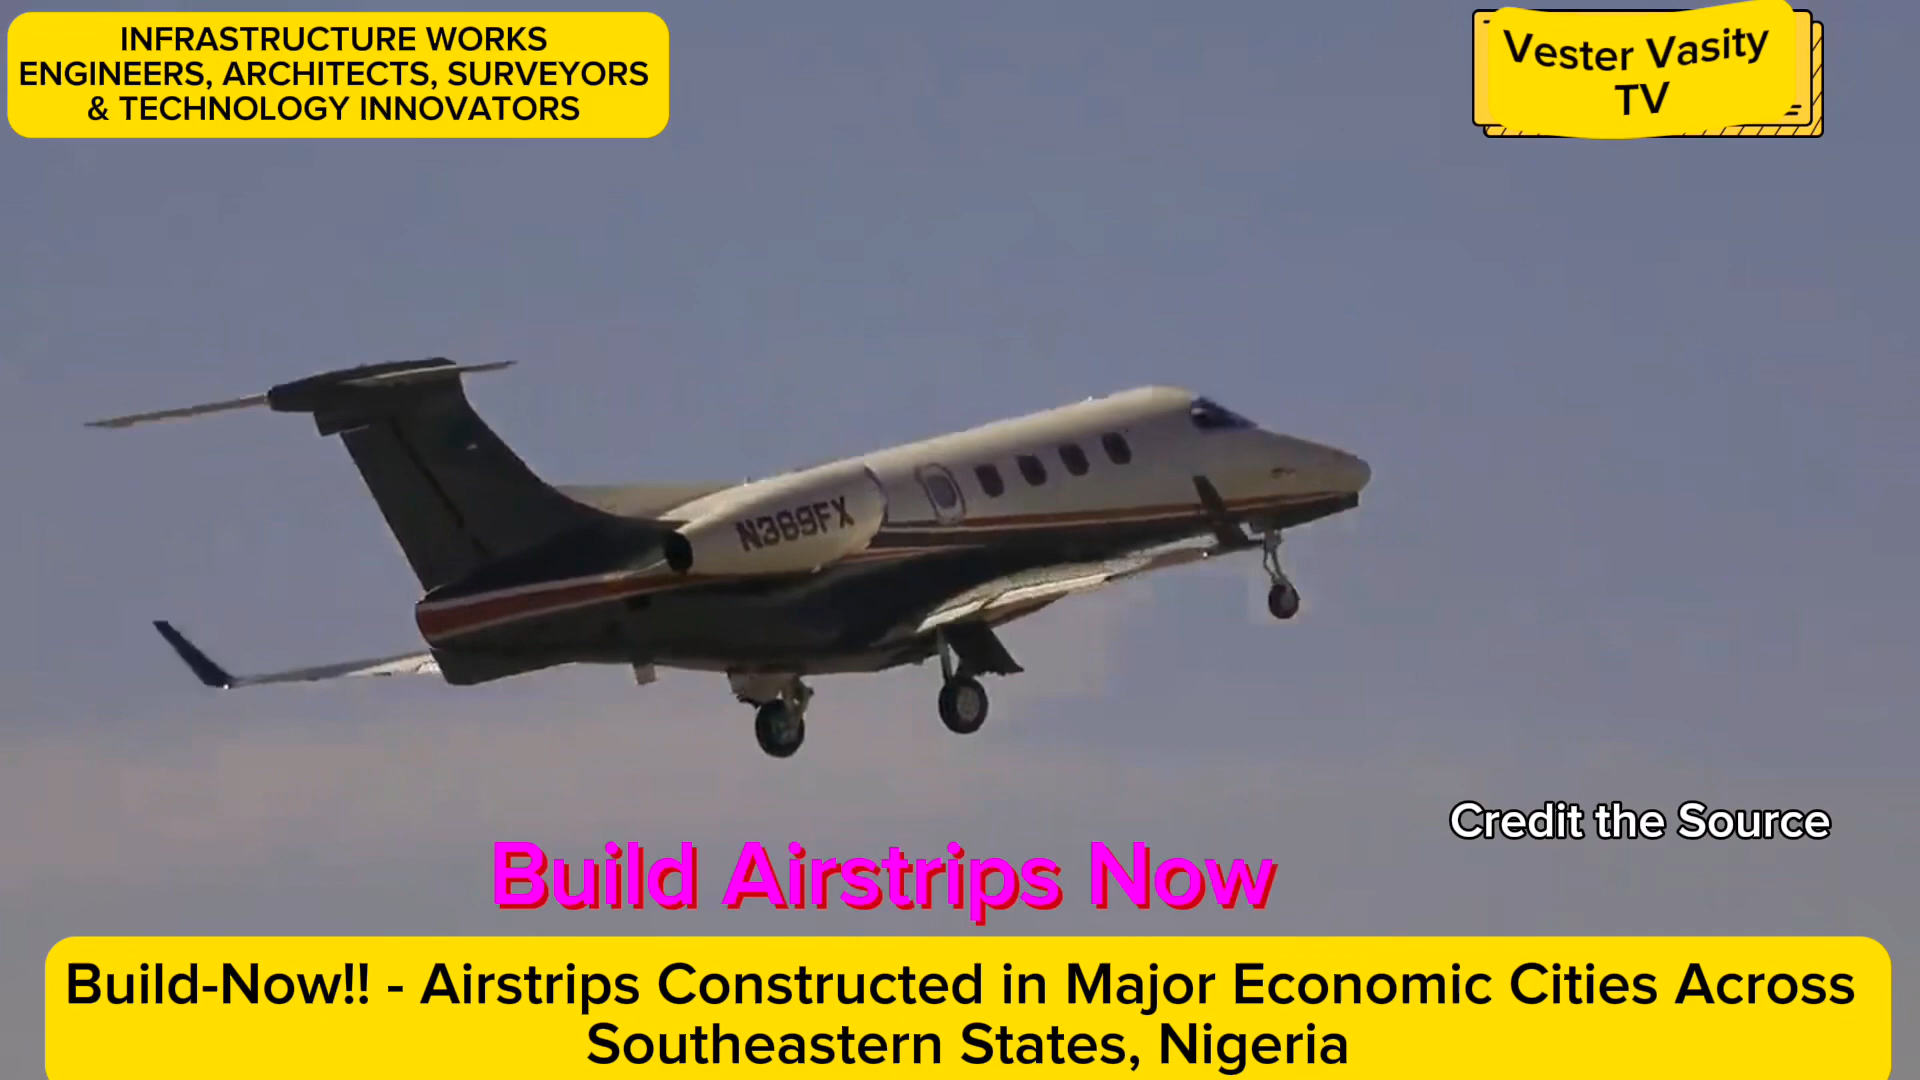 INFRASTRUCTURE WORKS
ENGINEERS, ARCHITECTS, SURVEYORS
& TECHNOLOGY INNOVATORS
Vester Vasity
TV
N389FX
Credit the Source
Build Airstrips Now
Build-Now!! - Airstrips Constructed in Major Economic Cities Across
Southeastern States, Nigeria